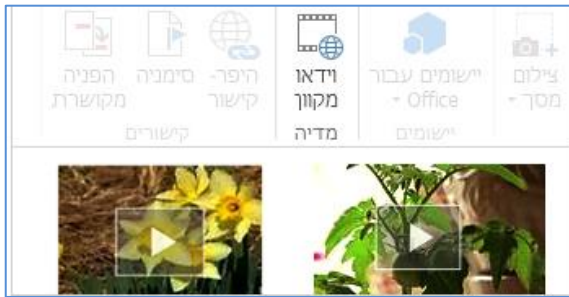 צילום
מסך
יישומים עבור
Office
יישומים
וידאו
מקוון
מדיה
היפר-
קישור
סימניה
הפניה
מקושרת
קישורים